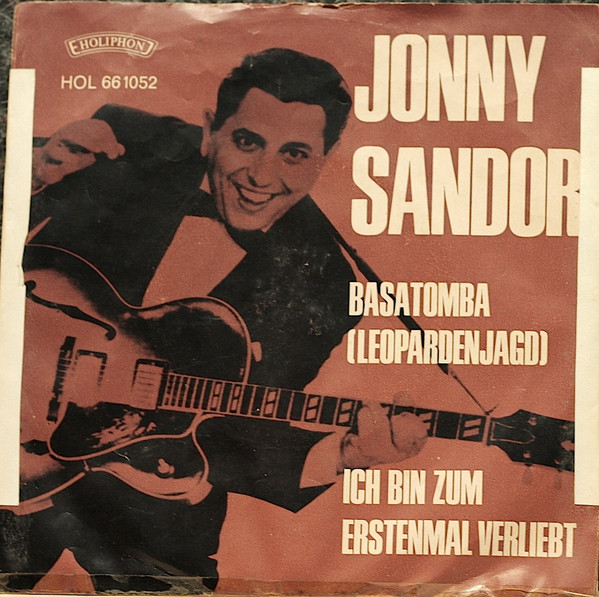 HOLIPHON
HOL 661052
JONNY
SANDOR
BASATOMBA
(LEOPARDENJAGD)
ICH BIN ZUM
ERSTENMAL VERLIEBT